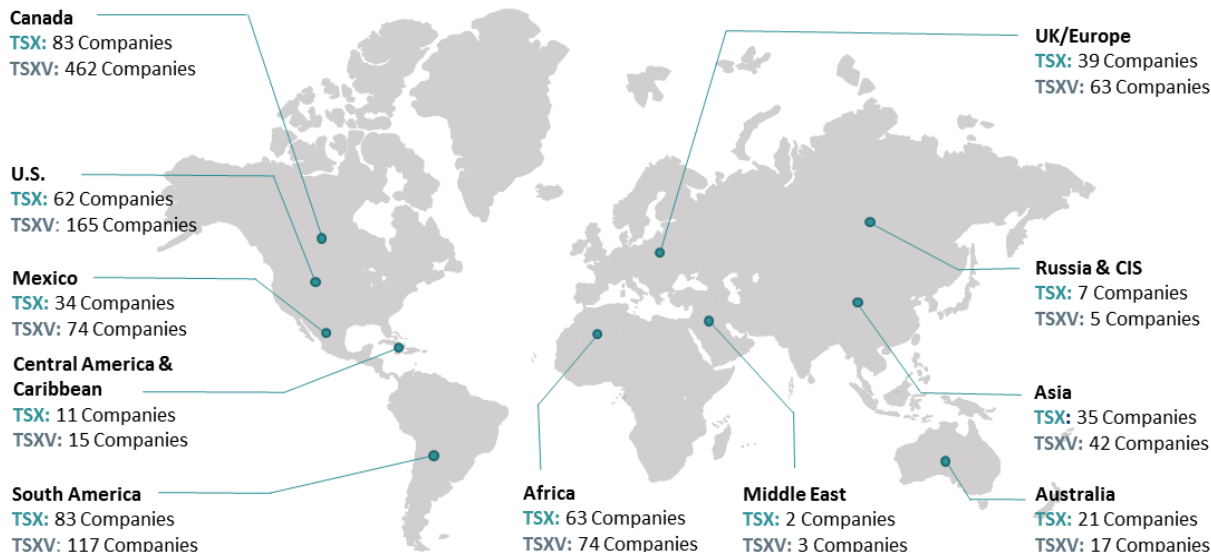 Canada
TSX: 83 Companies
TSXV: 462 Companies
U.S.
TSX: 62 Companies
TSXV: 165 Companies
Mexico
TSX: 34 Companies
TSXV: 74 Companies
Central America &
Caribbean
TSX: 11 Companies
TSXV: 15 Companies
South America
TSX: 83 Companies
TSXV: 117 Companies
Africa
TSX: 63 Companies
TSXV: 74 Companies
Middle East
TSX: 2 Companies
TSXV: 3 Companies
UK/Europe
TSX: 39 Companies
TSXV: 63 Companies
Russia & CIS
TSX: 7 Companies
TSXV: 5 Companies
Asia
TSX: 35 Companies
TSXV: 42 Companies
Australia
TSX: 21 Companies
TSXV: 17 Companies